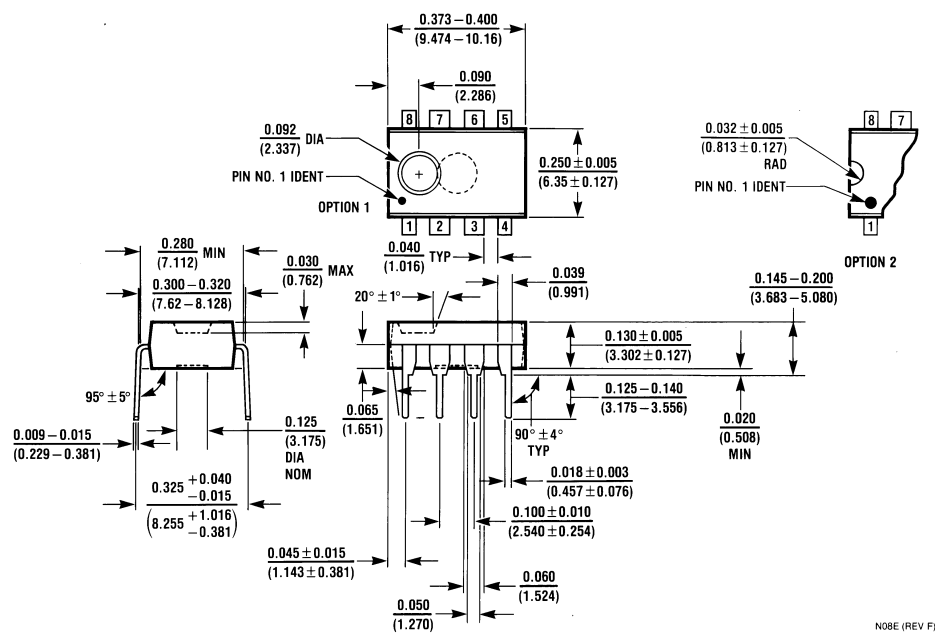 0.373 – 0.400
(9.474 – 10.16)
0.090
(2.286)
8 7 6 5
0.092 DIA
(2.337)
+
PIN NO. 1 IDENT
OPTION 1
1 2 3 4
0.250 ± 0.005
(6.35 ± 0.127)
0.032 ± 0.005
(0.813 ± 0.127)
RAD
PIN NO. 1 IDENT
8 7
1
OPTION 2
0.280 MIN
(7.112)
0.300 – 0.320
(7.62 – 8.128)
0.030 MAX
(0.762)
0.040 TYP
(1.016)
0.039
(0.991)
20° ± 1°
0.145 – 0.200
(3.683 – 5.080)
0.130 ± 0.005
(3.302 ± 0.127)
0.125 – 0.140
(3.175 – 3.556)
0.020
(0.508)
MIN
95° ± 5°
0.009 – 0.015
(0.229 – 0.381)
0.125
(3.175)
DIA
NOM
0.065
(1.651)
90° ± 4°
TYP
0.018 ± 0.003
(0.457 ± 0.076)
0.325 +0.040
−0.015
(8.255 +1.016
−0.381)
0.100 ± 0.010
(2.540 ± 0.254)
0.045 ± 0.015
(1.143 ± 0.381)
0.060
(1.524)
0.050
(1.270)
N08E (REV F)